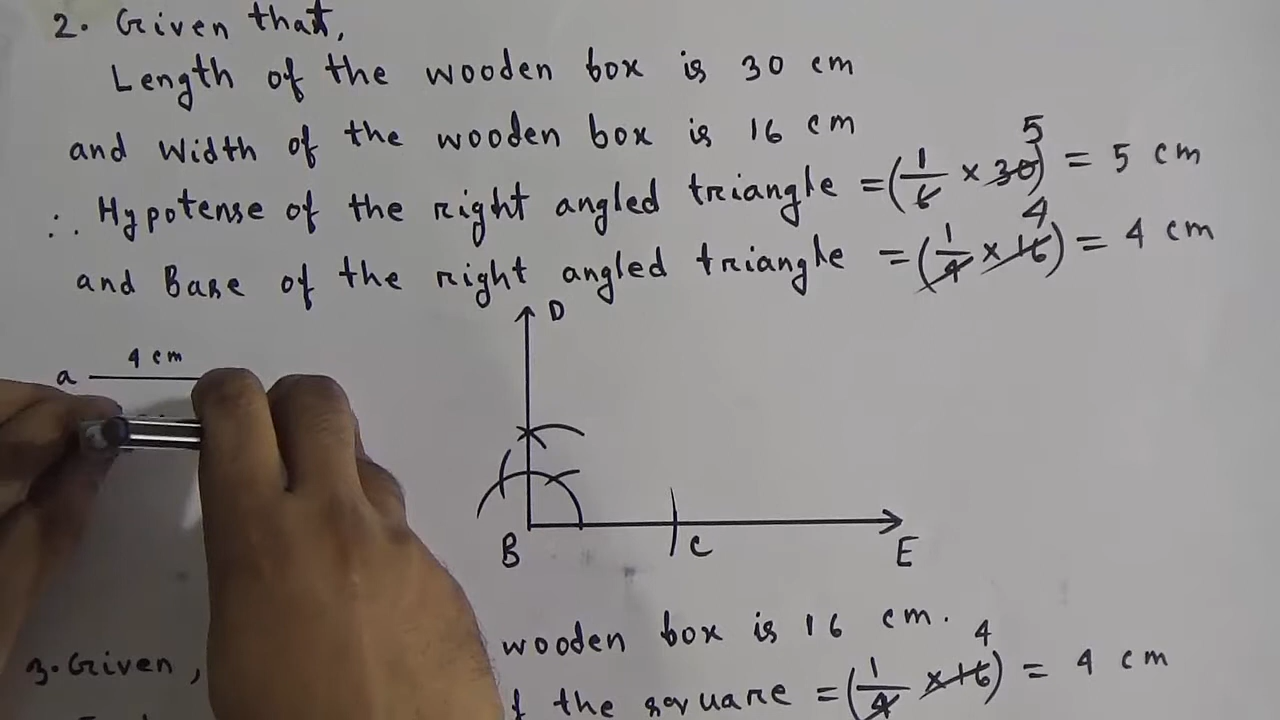 2. Given that,
Length of the wooden box is 30 cm
and Width of the wooden box is 16 cm
∴ Hypotense of the right angled triangle = (1/6 × 30) 5 = 5 cm
and Base of the right angled triangle = (1/4 × 16) 4 = 4 cm
D
4 cm
a
B
C
E
3. Given,
wooden box is 16 cm.
the square = (1/4 × 16) 4 = 4 cm